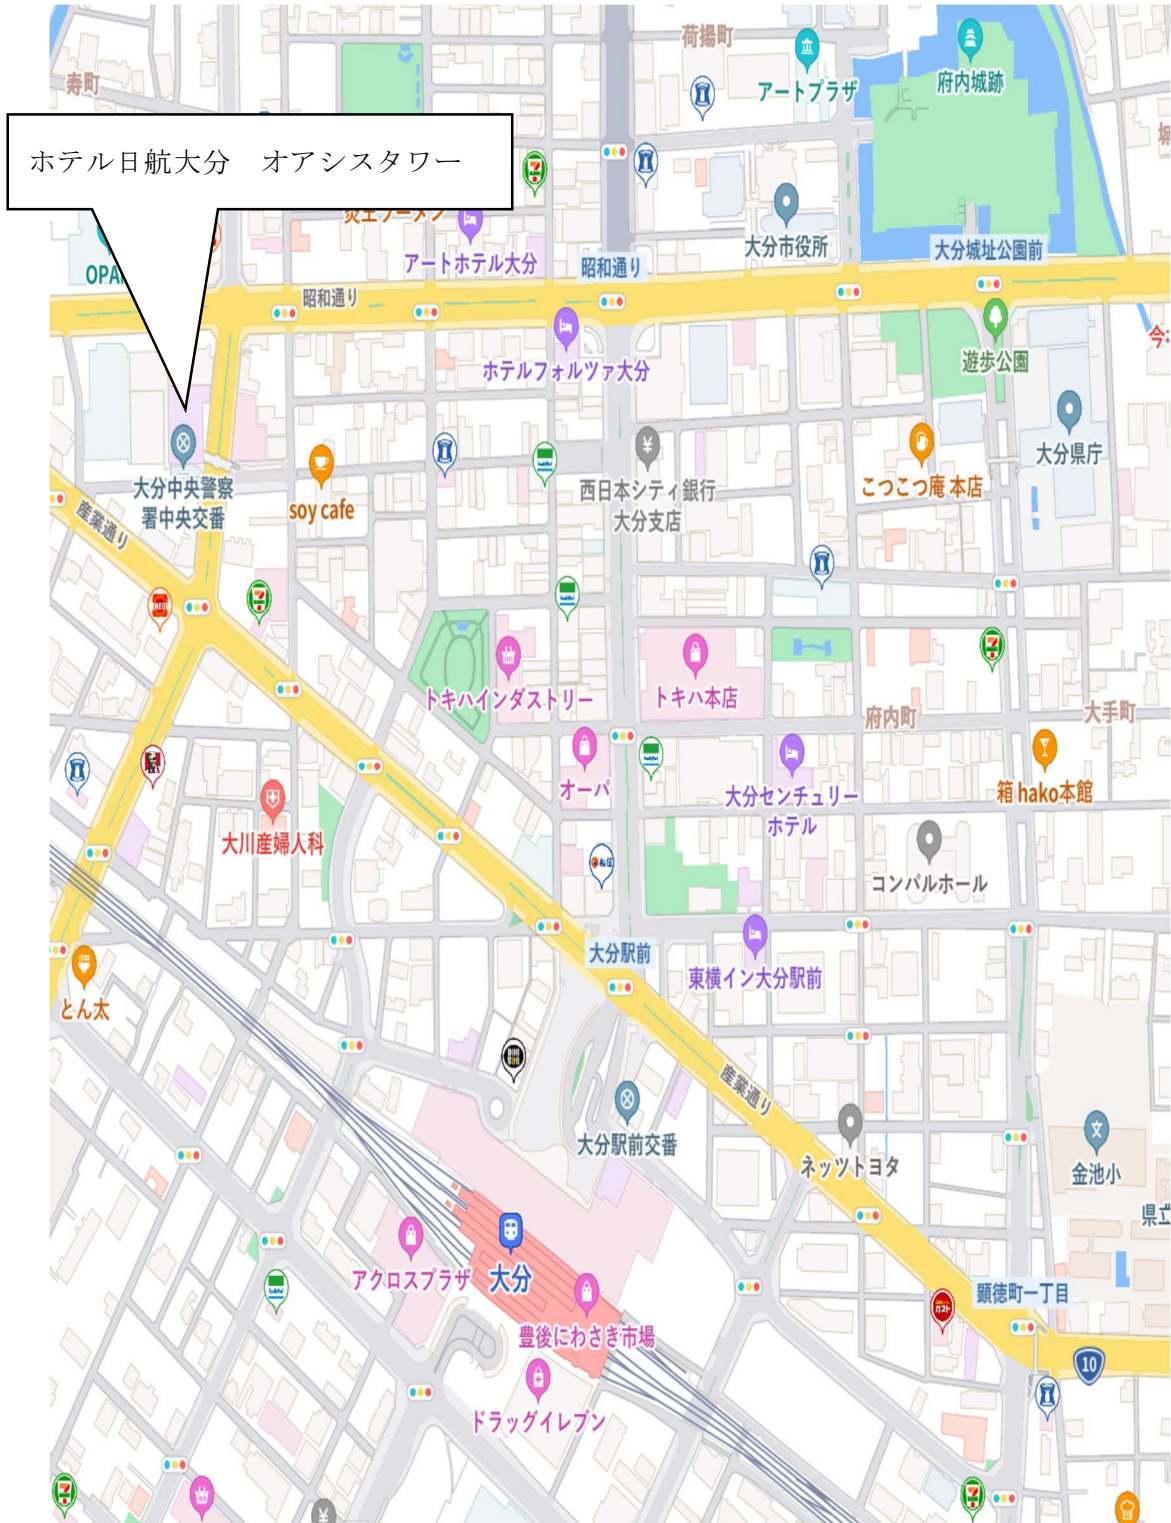 荷揚町
寿町
アートプラザ
府内城跡
ホテル日航大分　オアシスタワー
アートホテル大分
昭和通り
大分市役所
大分城址公園前
昭和通り
ホテルフォルツァ大分
遊歩公園
大分県庁
大分中央警察
署中央交番
soy cafe
西日本シティ銀行
大分支店
こつこつ庵 本店
産業通り
ENEOS
FamilyMart
トキハインダストリー
トキハ本店
府内町
大手町
KFC
オーパ
大分センチュリー
ホテル
箱 hako本館
大川産婦人科
コンパルホール
大分駅前
東横イン大分駅前
とん太
産業通り
大分駅前交番
ネッツトヨタ
金池小
県立
アクロスプラザ
大分
豊後にわさき市場
顕徳町一丁目
ガスト
10
ドラッグイレブン